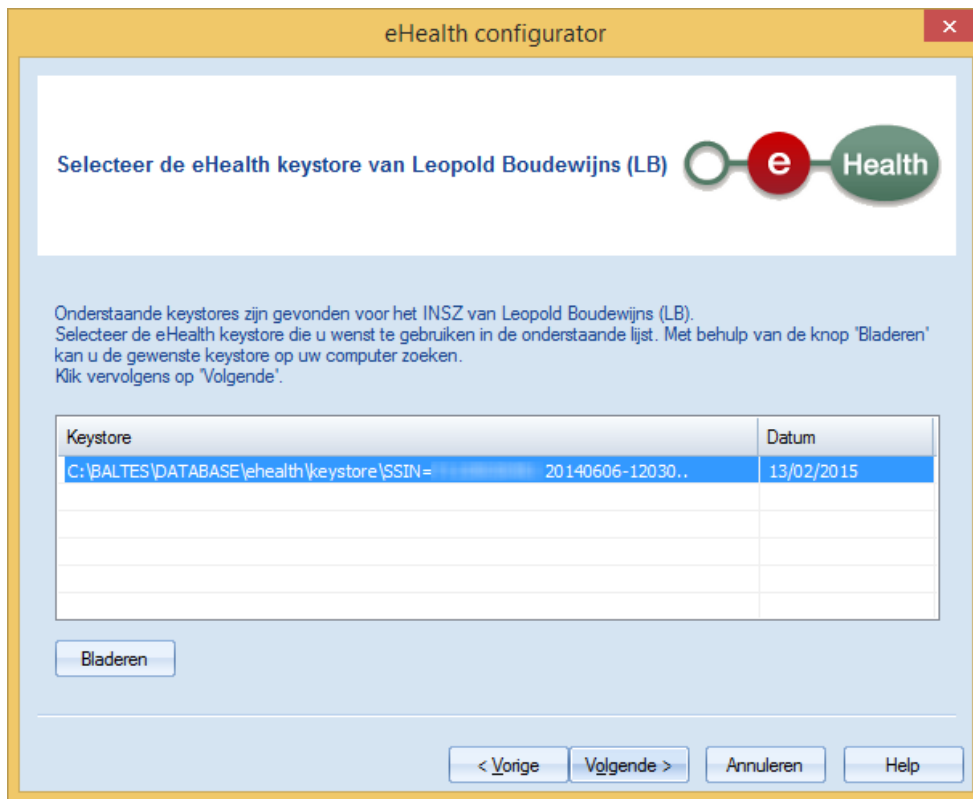 eHealth configurator
Selecteer de eHealth keystore van Leopold Boudewijns (LB)
e Health
Onderstaande keystores zijn gevonden voor het INSZ van Leopold Boudewijns (LB).
Selecteer de eHealth keystore die u wenst te gebruiken in de onderstaande lijst. Met behulp van de knop 'Bladeren'
kan u de gewenste keystore op uw computer zoeken.
Klik vervolgens op 'Volgende'.
Keystore Datum
C:\BALTES\DATABASE\ehealth\keystore\SSIN= 20140606-12030.. 13/02/2015
Bladeren
< Vorige Volgende > Annuleren Help